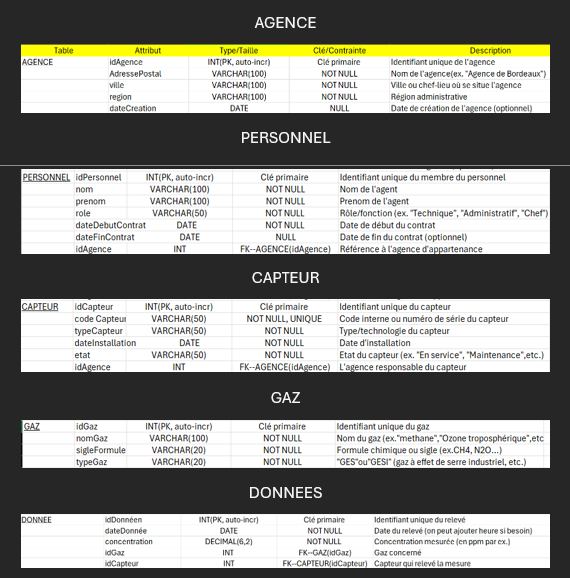 AGENCE
Table Attribut Type/Taille Clé/Contrainte Description
AGENCE idAgence INT(PK, auto-incr) Clé primaire Identifiant unique de l'agence
AdressePostal VARCHAR(100) NOT NULL Nom de l'agence(ex. "Agence de Bordeaux")
ville VARCHAR(100) NOT NULL Ville ou chef-lieu où se situe l'agence
region VARCHAR(100) NOT NULL Région administrative
dateCreation DATE NULL Date de création de l'agence (optionnel)
PERSONNEL
PERSONNEL idPersonnel INT(PK, auto-incr) Clé primaire Identifiant unique du membre du personnel
nom VARCHAR(100) NOT NULL Nom de l'agent
prenom VARCHAR(100) NOT NULL Prenom de l'agent
role VARCHAR(50) NOT NULL Rôle/fonction (ex. "Technique", "Administratif", "Chef")
dateDebutContrat DATE NOT NULL Date de début du contrat
dateFinContrat DATE NULL Date de fin du contrat (optionnel)
idAgence INT FK--AGENCE(idAgence) Référence à l'agence d'appartenance
CAPTEUR
CAPTEUR idCapteur INT(PK, auto-incr) Clé primaire Identifiant unique du capteur
code Capteur VARCHAR(50) NOT NULL, UNIQUE Code interne ou numéro de série du capteur
typeCapteur VARCHAR(50) NOT NULL Type/technologie du capteur
dateInstallation DATE NOT NULL Date d'installation
etat VARCHAR(50) NOT NULL Etat du capteur (ex. "En service", "Maintenance",etc.)
idAgence INT FK--AGENCE(idAgence) L'agence responsable du capteur
GAZ
GAZ idGaz INT(PK, auto-incr) Clé primaire Identifiant unique du gaz
nomGaz VARCHAR(100) NOT NULL Nom du gaz (ex."methane","Ozone troposphérique",etc
sigleFormule VARCHAR(20) NOT NULL Formule chimique ou sigle (ex.CH4, N2O...)
typeGaz VARCHAR(20) NOT NULL "GES"ou"GESI" (gaz à effet de serre industriel, etc.)
DONNEES
DONNEE idDonnéen INT(PK, auto-incr) Clé primaire Identifiant unique du relevé
dateDonnée DATE NOT NULL Date du relevé (on peut ajouter heure si besoin)
concentration DECIMAL(6,2) NOT NULL Concentration mesurée (en ppm par ex.)
idGaz INT FK--GAZ(idGaz) Gaz concerné
idCapteur INT FK--CAPTEUR(idCapteur) Capteur qui relevé la mesure